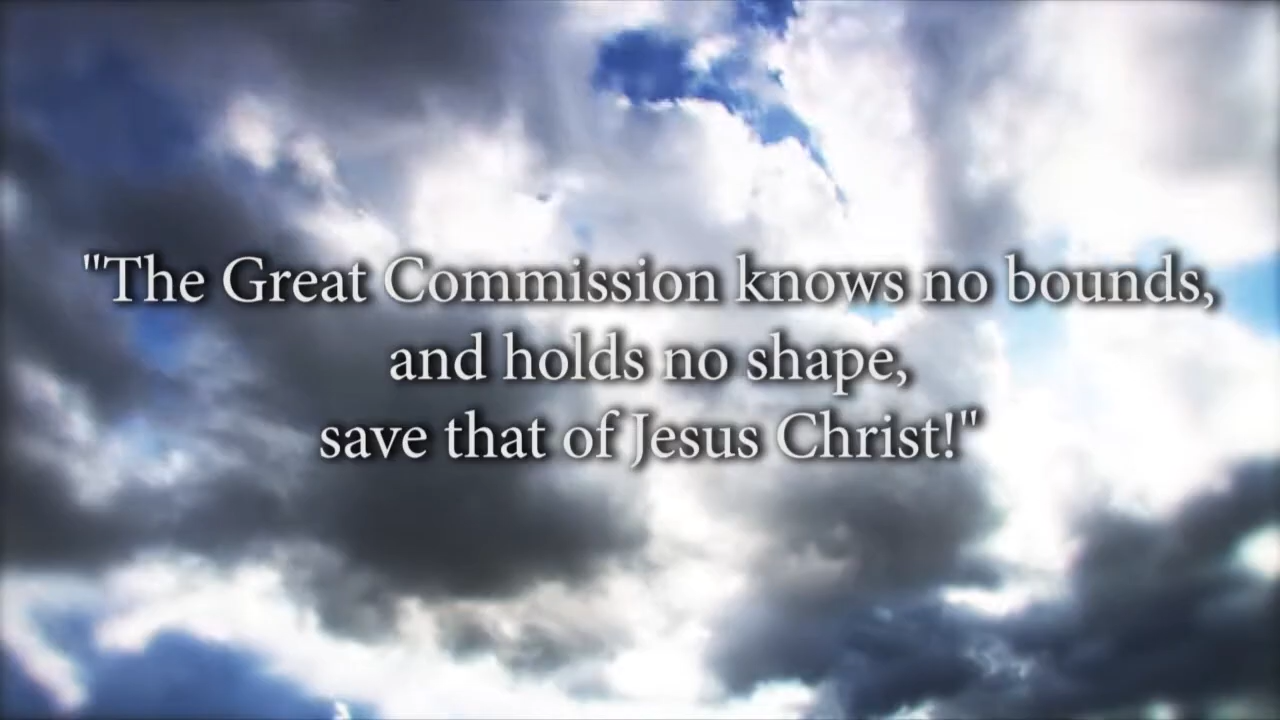 "The Great Commission knows no bounds,
and holds no shape,
save that of Jesus Christ!"